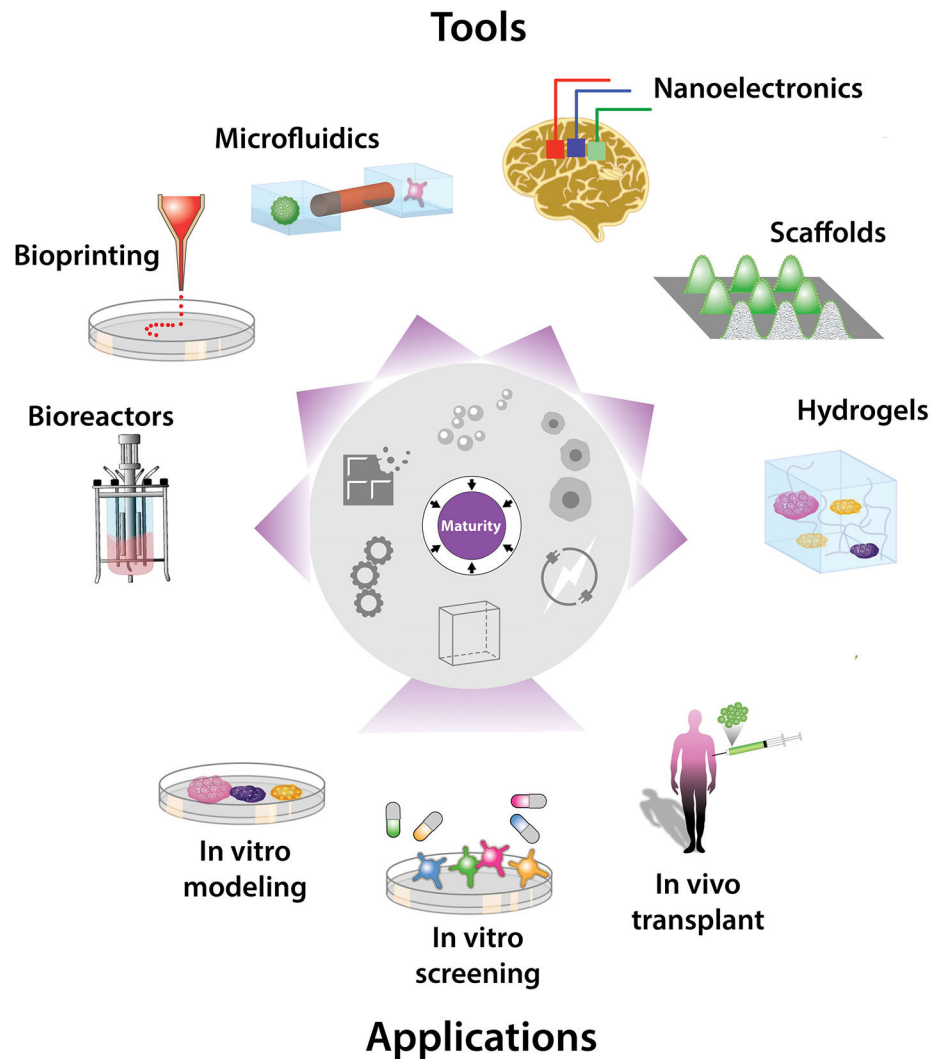 Tools
Nanoelectronics
Microfluidics
Scaffolds
Bioprinting
Hydrogels
Bioreactors
Maturity
In vitro
modeling
In vitro
screening
In vivo
transplant
Applications